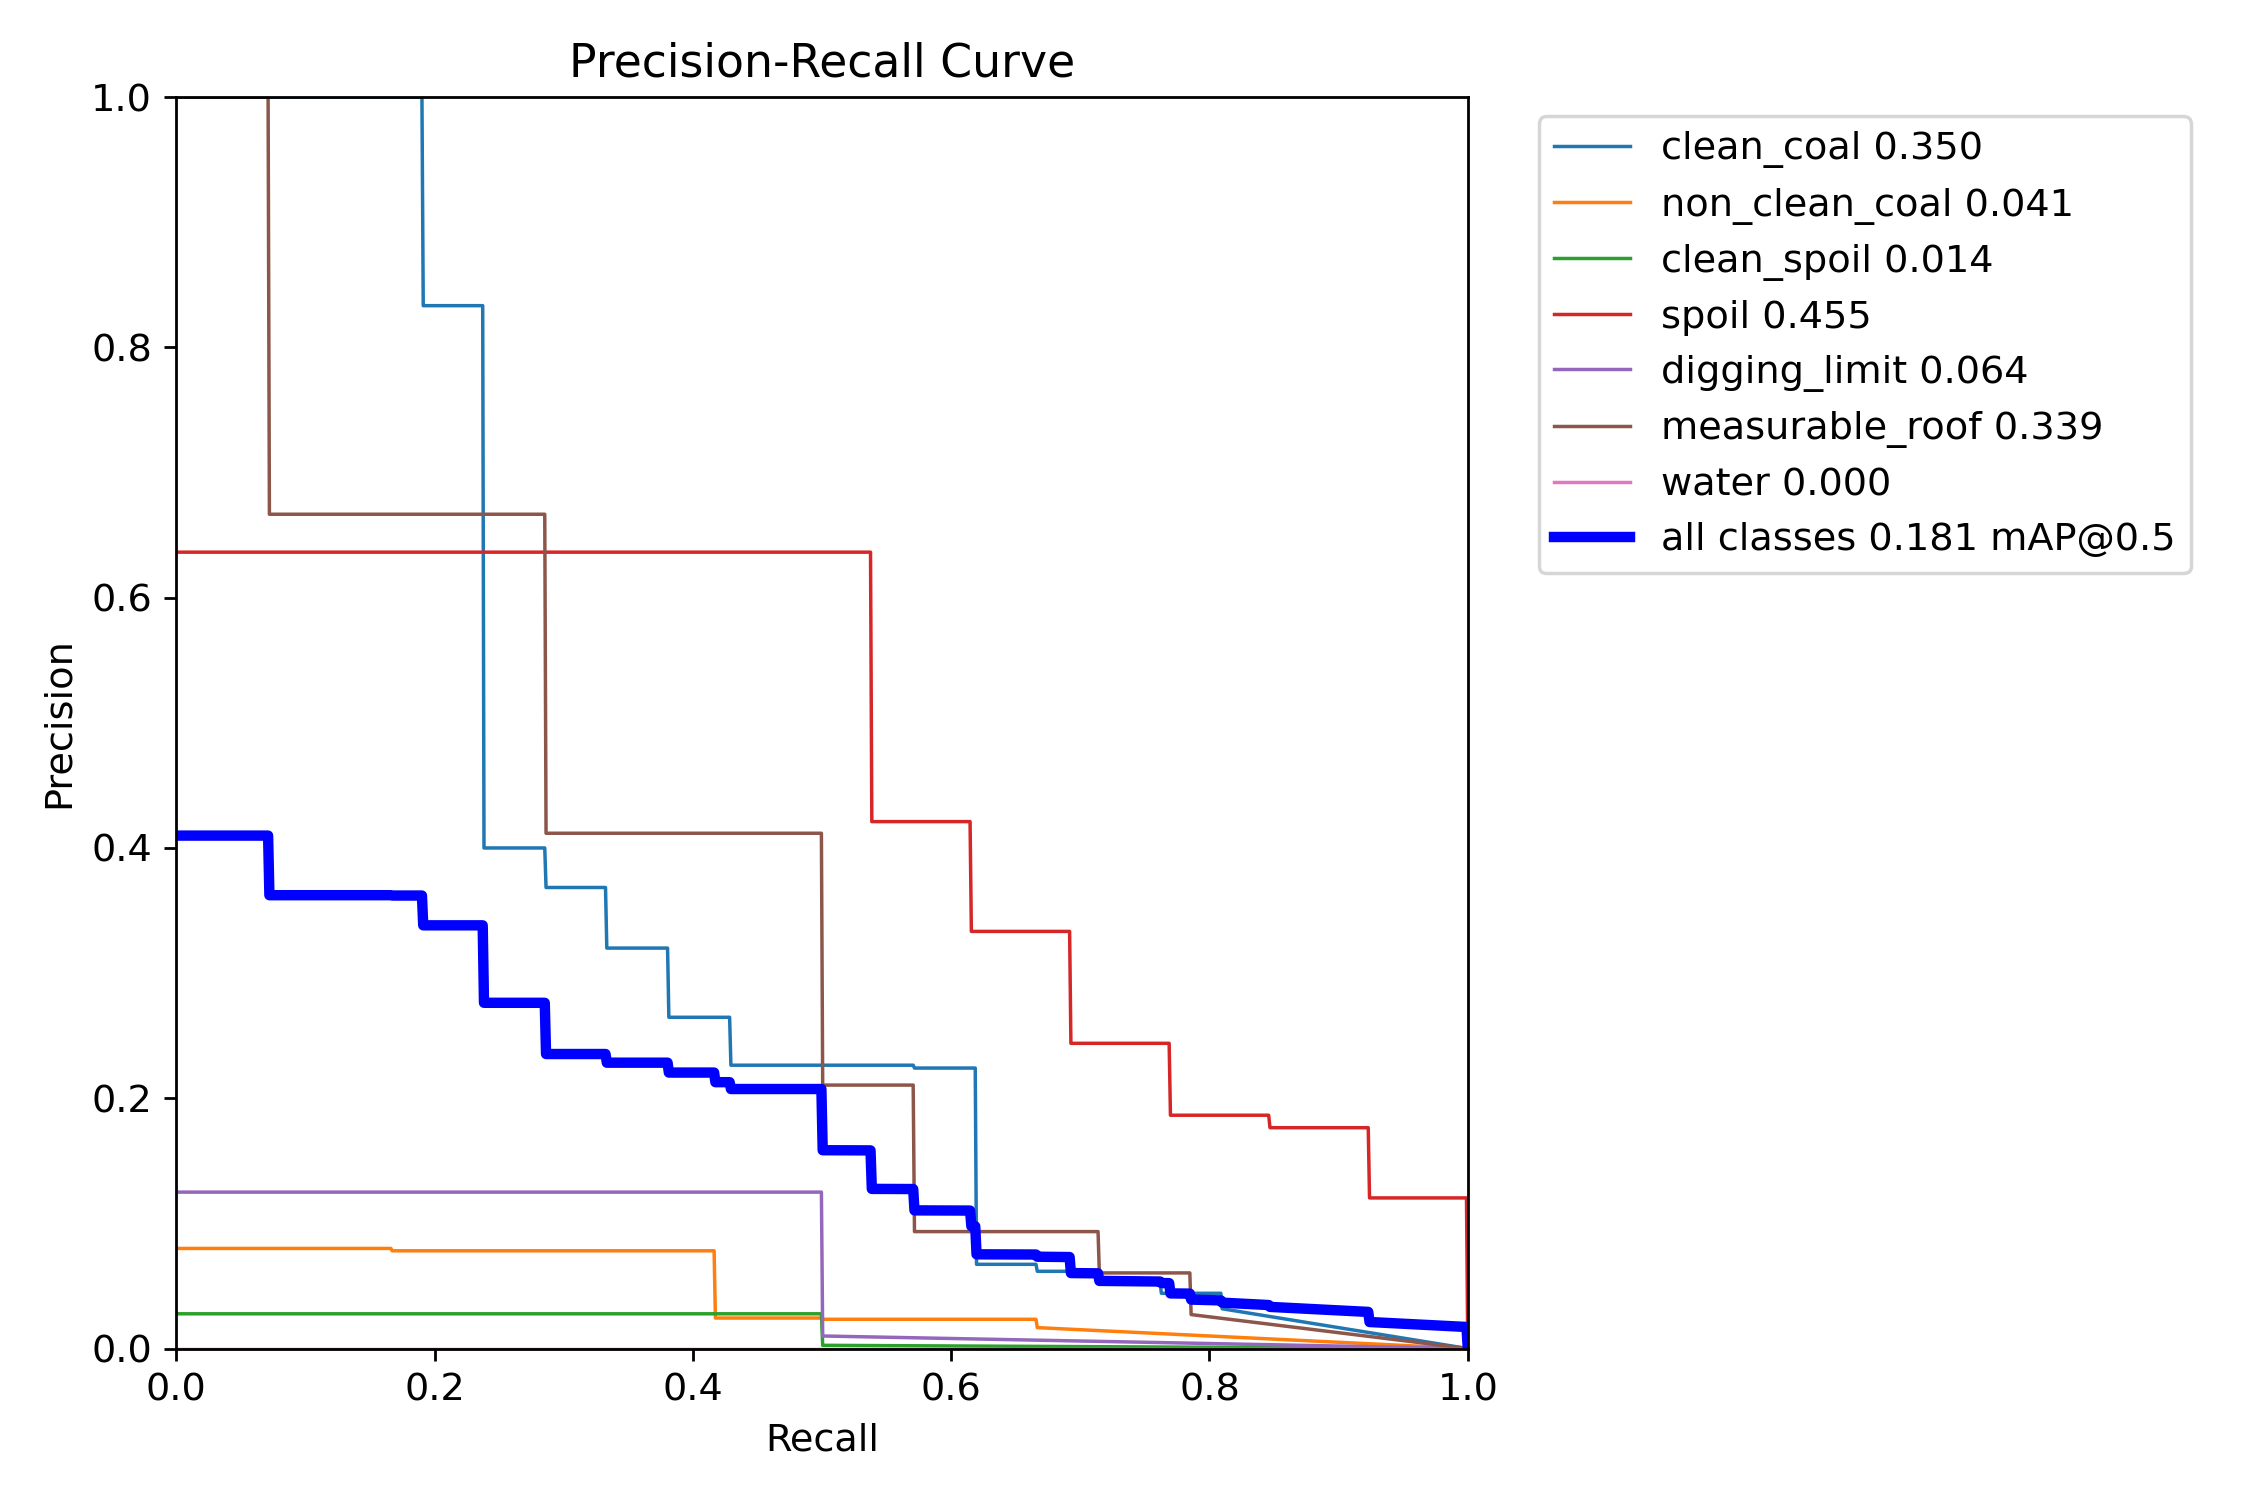 Precision-Recall Curve
1.0
0.8
0.6
0.4
0.2
0.0
Precision
0.0 0.2 0.4 0.6 0.8 1.0
Recall
clean_coal 0.350
non_clean_coal 0.041
clean_spoil 0.014
spoil 0.455
digging_limit 0.064
measurable_roof 0.339
water 0.000
all classes 0.181 mAP@0.5